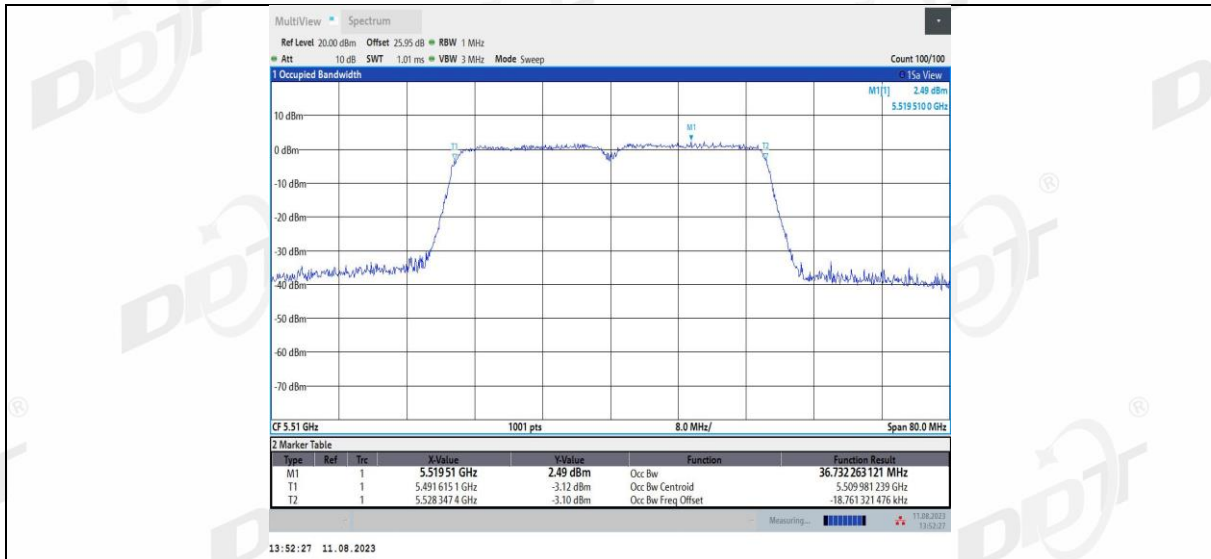 MultiView Spectrum
Ref Level 20.00 dBm Offset 25.95 dB RBW 1 MHz
Att 10 dB SWT 1.01 ms VBW 3 MHz Mode Sweep Count 100/100
1 Occupied Bandwidth 1Sa View
M1[1] 2.49 dBm
5.519 510 0 GHz
10 dBm
M1
0 dBm
T1
T2
-10 dBm
-20 dBm
-30 dBm
-40 dBm
-50 dBm
-60 dBm
-70 dBm
CF 5.51 GHz 1001 pts 8.0 MHz/ Span 80.0 MHz
2 Marker Table
Type Ref Trc X-Value Y-Value Function Function Result
M1 1 5.519 51 GHz 2.49 dBm Occ Bw 36.732 263 121 MHz
T1 1 5.491 615 1 GHz -3.12 dBm Occ Bw Centroid 5.509 981 239 GHz
T2 1 5.528 347 4 GHz -3.10 dBm Occ Bw Freq Offset -18.761 321 476 kHz
Measuring... 11.08.2023
13:52:27
13:52:27 11.08.2023
DDT
®